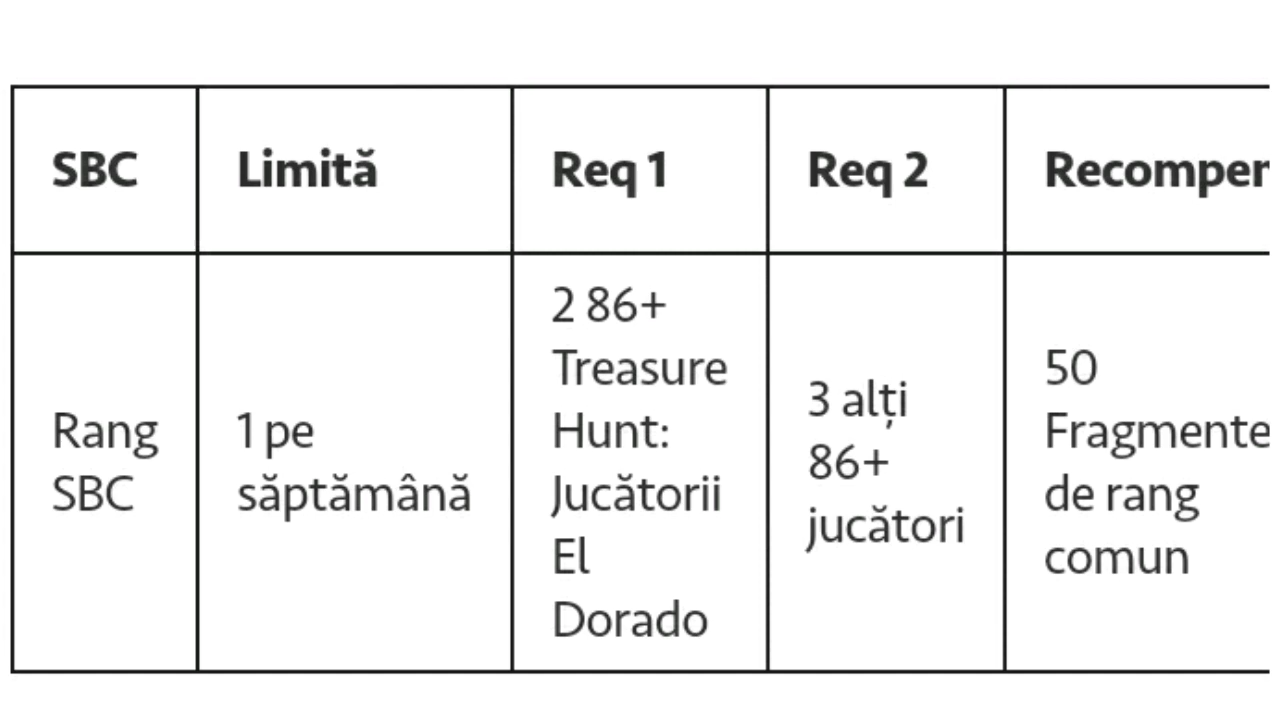 SBC
Limită
Req 1
Req 2
Rang
SBC
1 pe
săptămână
2 86+
Treasure
Hunt:
Jucătorii
El
Dorado
3 alți
86+
jucători
50
Fragmente
de rang
comun